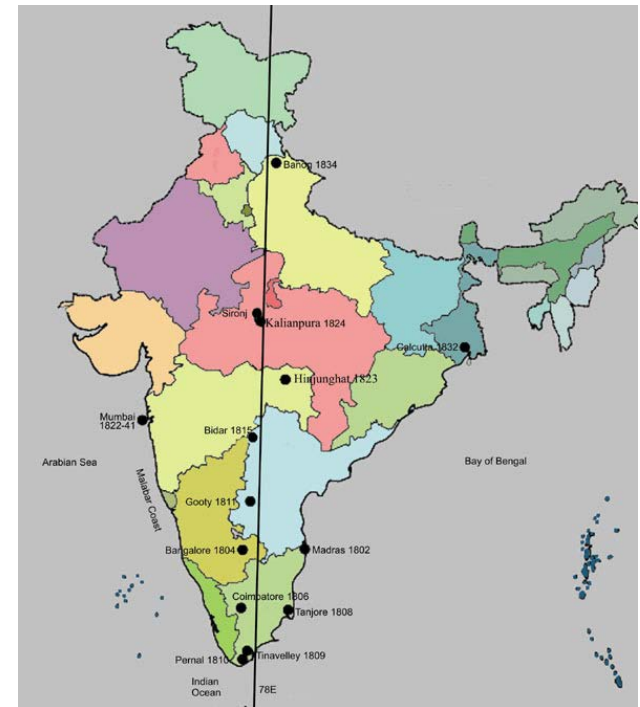 Banog 1834
Sironj
Kalianpura 1824
Calcutta 1832
Hinjunghat 1823
Mumbai
1822-41
Bidar 1815
Arabian Sea
Bay of Bengal
Malabar Coast
Gooty 1811
Bangalore 1804
Madras 1802
Coimbatore 1806
Tanjore 1808
Tinavelley 1809
Pernal 1810
Indian
Ocean
78E